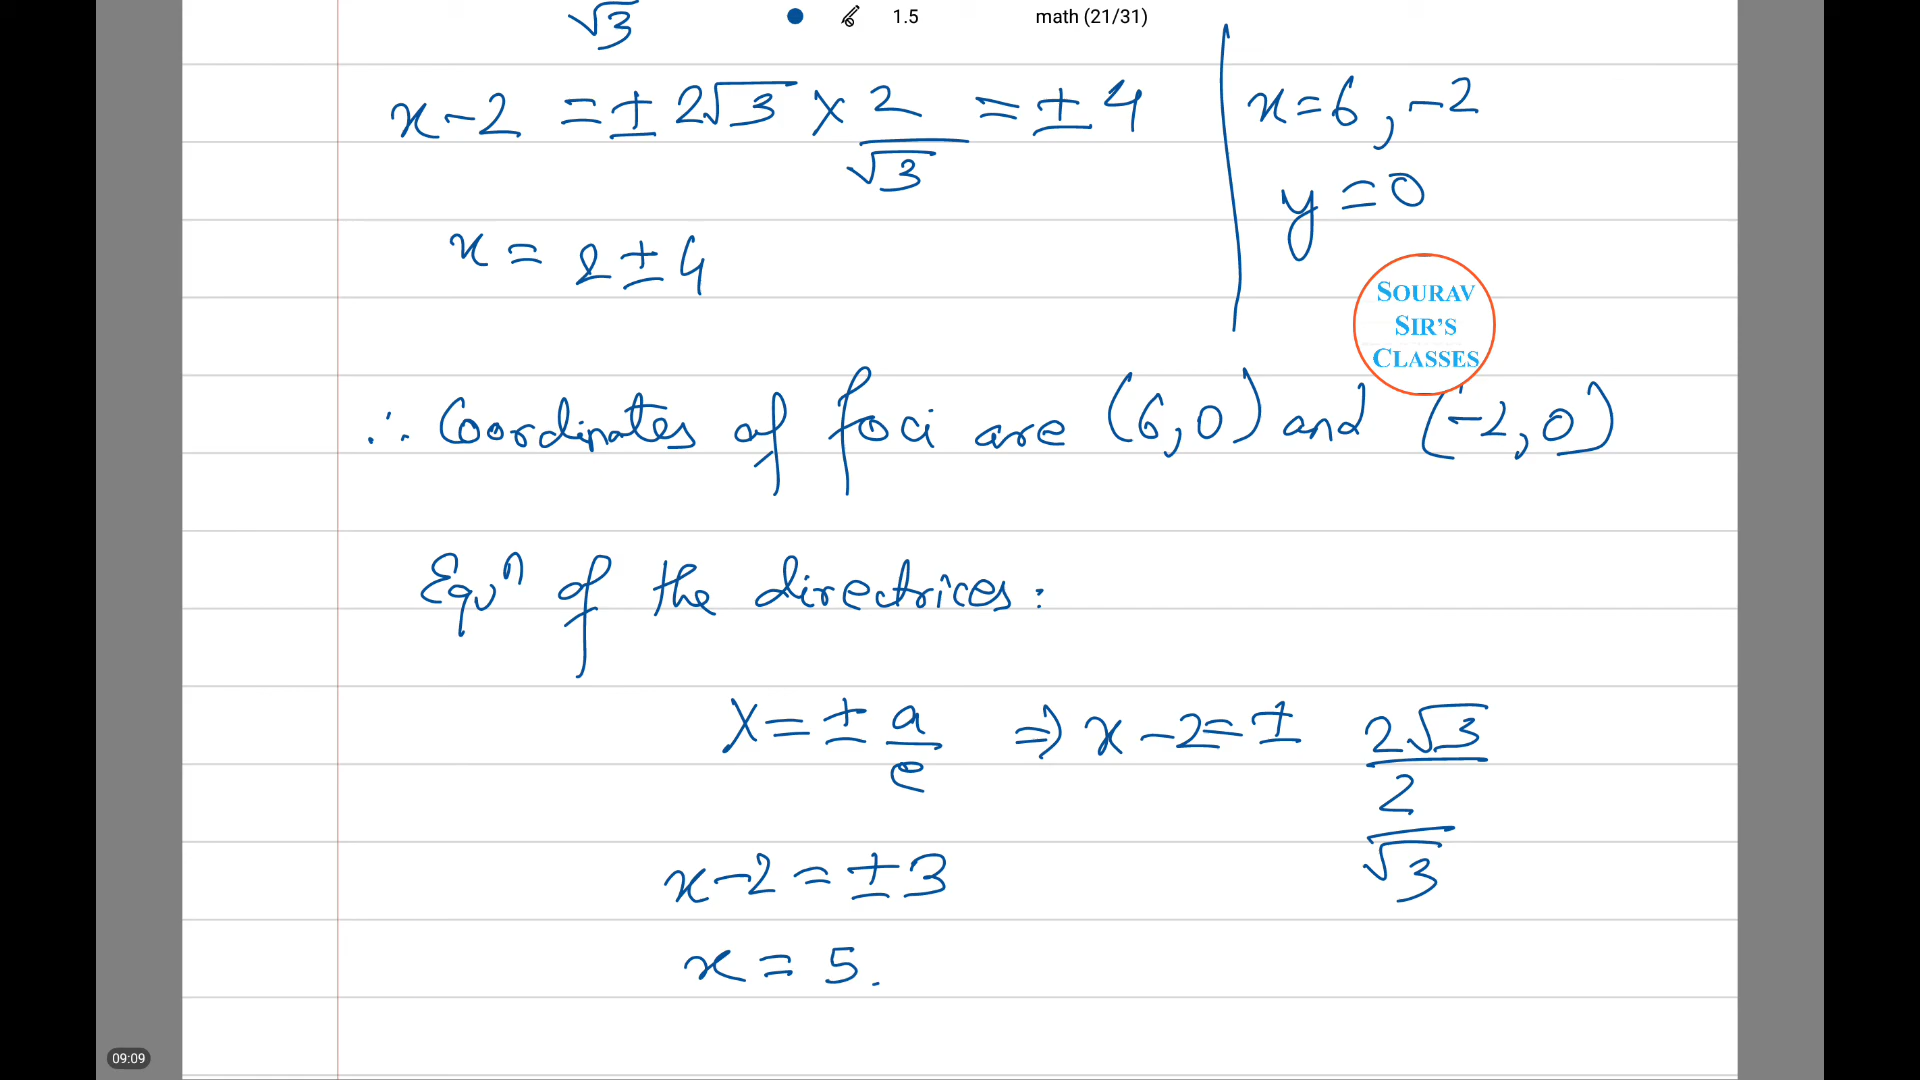 1.5 math (21/31)
√3
x-2 = ± 2√3 × 2/√3 = ± 4
x = 2 ± 4
x = 6, -2
y = 0
SOURAV
SIR'S
CLASSES
∴ Coordinates of foci are (6,0) and (-2,0)
Equⁿ of the directrices:
X = ± a/e ⇒ x - 2 = ± 2√3/(2/√3)
x-2 = ±3
x = 5.
09:09